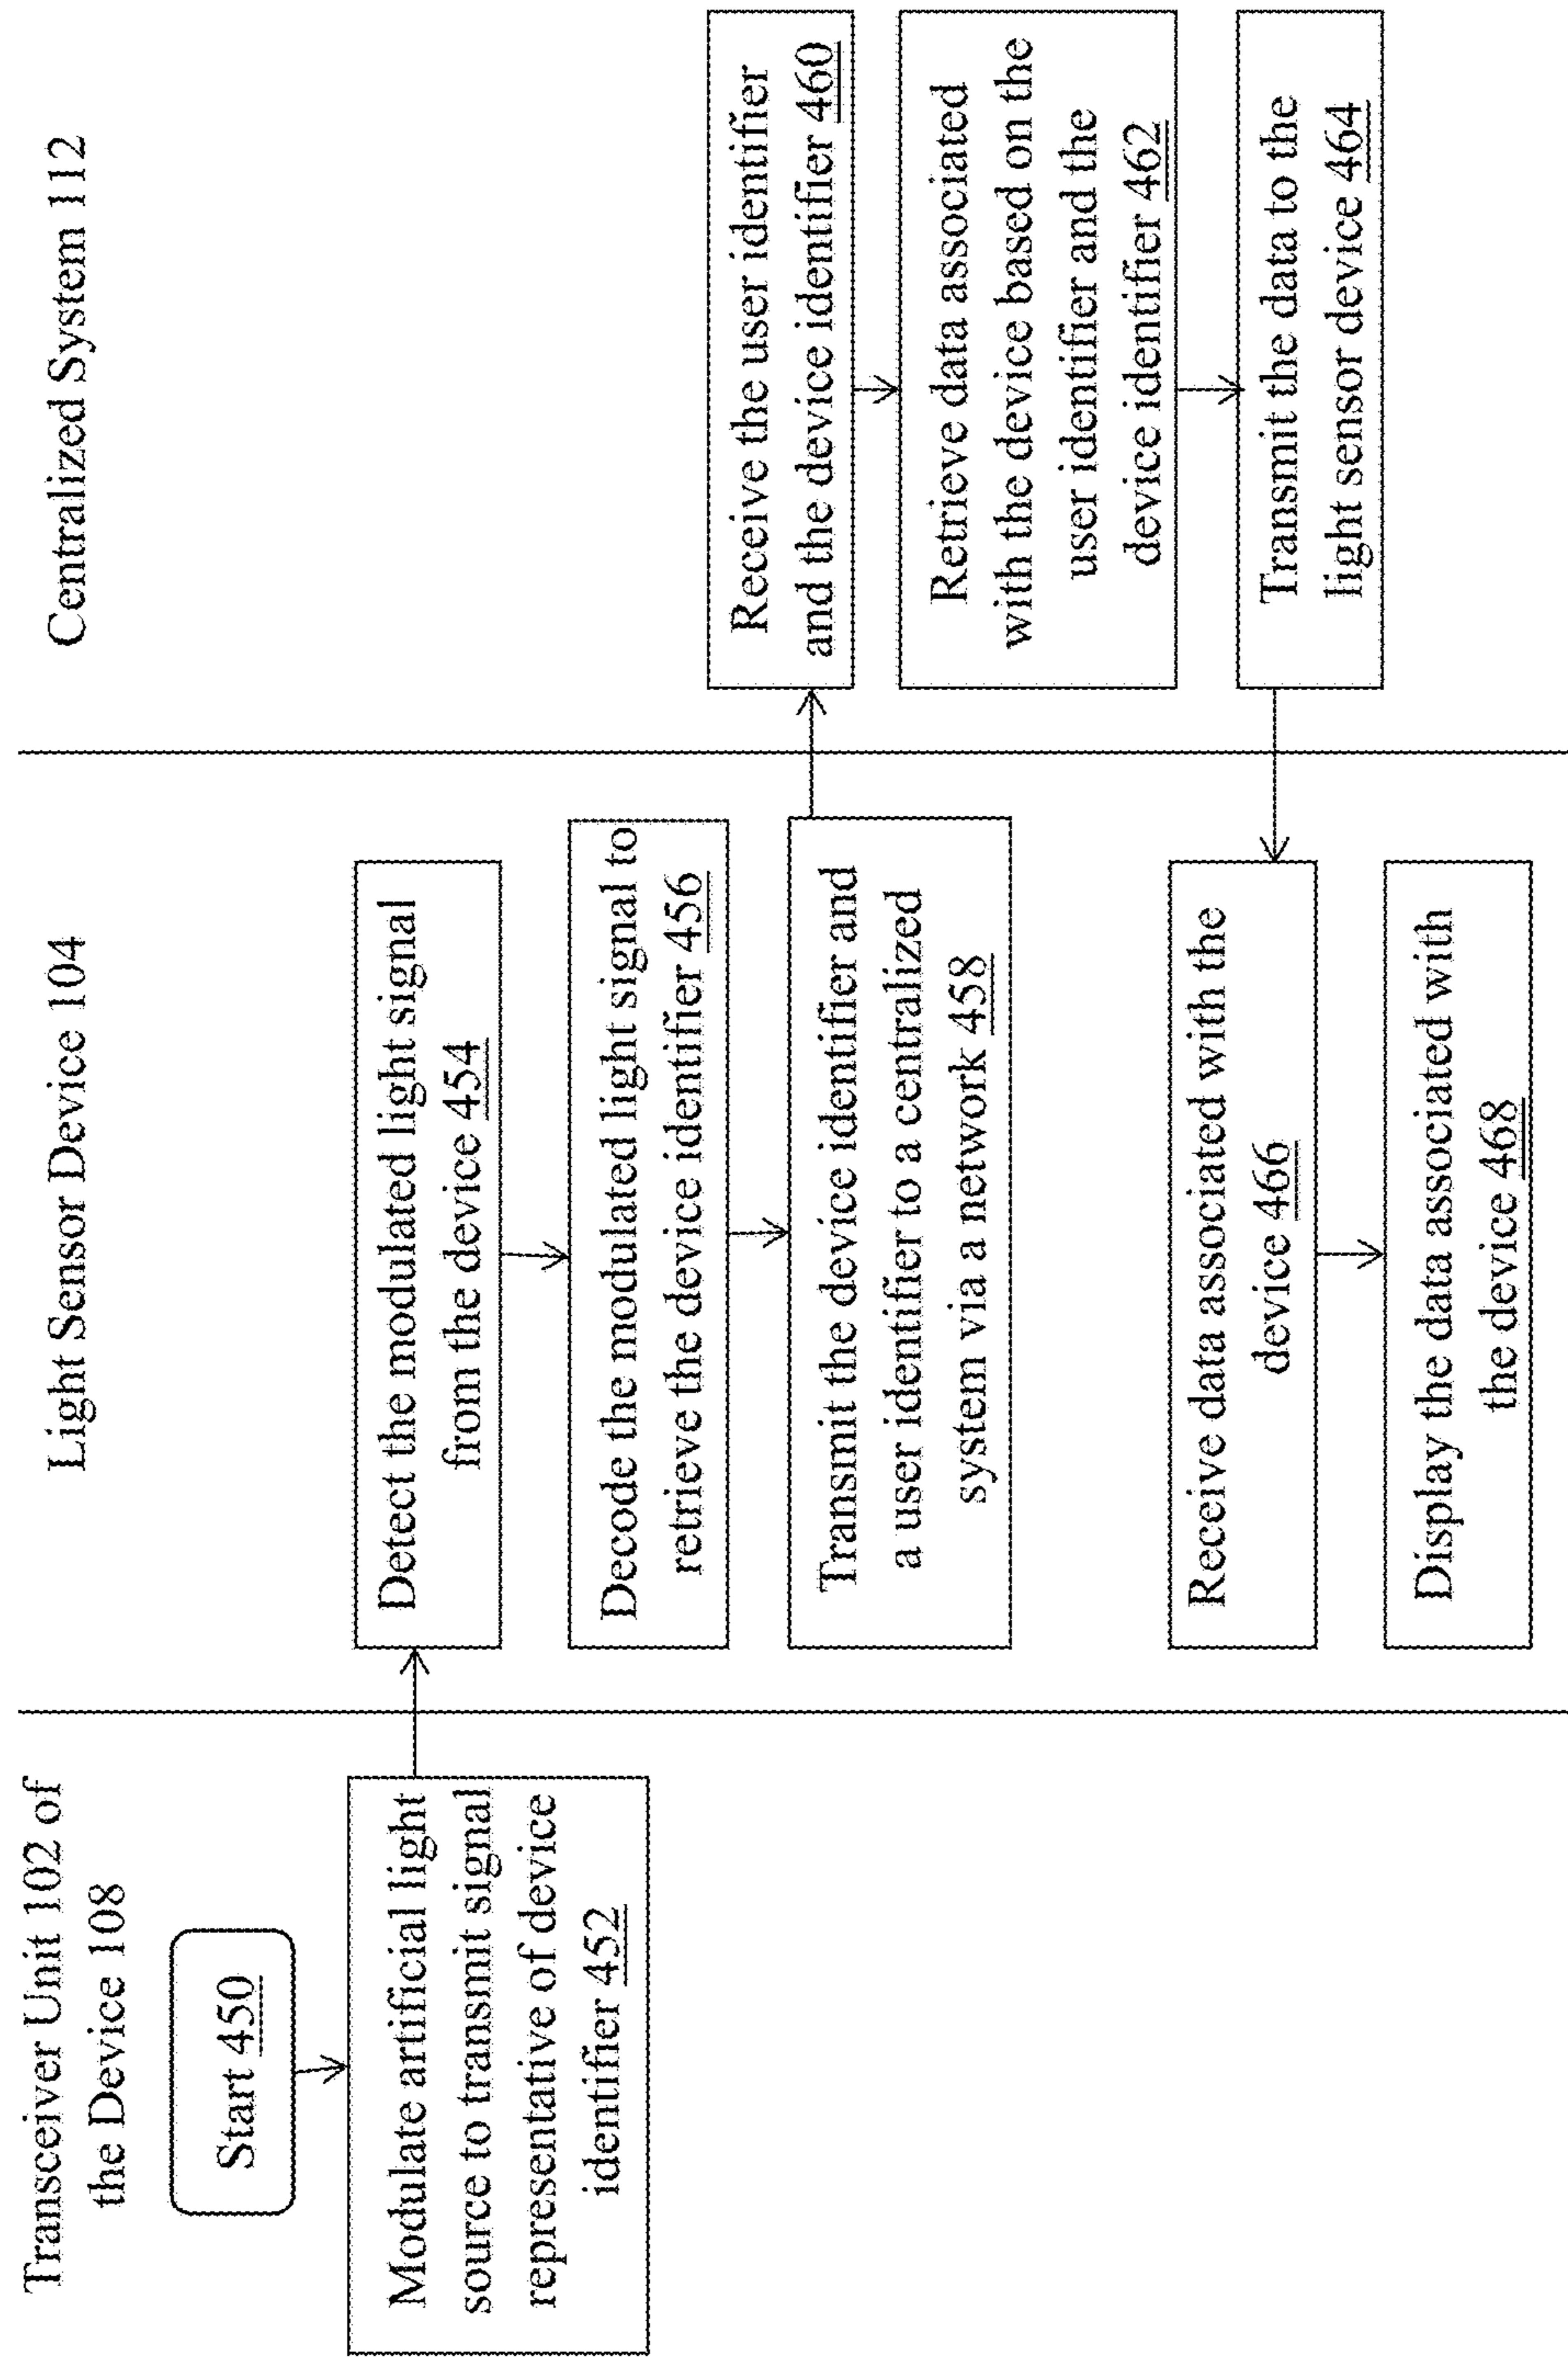 Transceiver Unit 102 of
the Device 108
Start 450
Modulate artificial light
source to transmit signal
representative of device
identifier 452
Light Sensor Device 104
Detect the modulated light signal
from the device 454
Decode the modulated light signal to
retrieve the device identifier 456
Transmit the device identifier and
a user identifier to a centralized
system via a network 458
Receive data associated with the
device 466
Display the data associated with
the device 468
Centralized System 112
Receive the user identifier
and the device identifier 460
Retrieve data associated
with the device based on the
user identifier and the
device identifier 462
Transmit the data to the
light sensor device 464